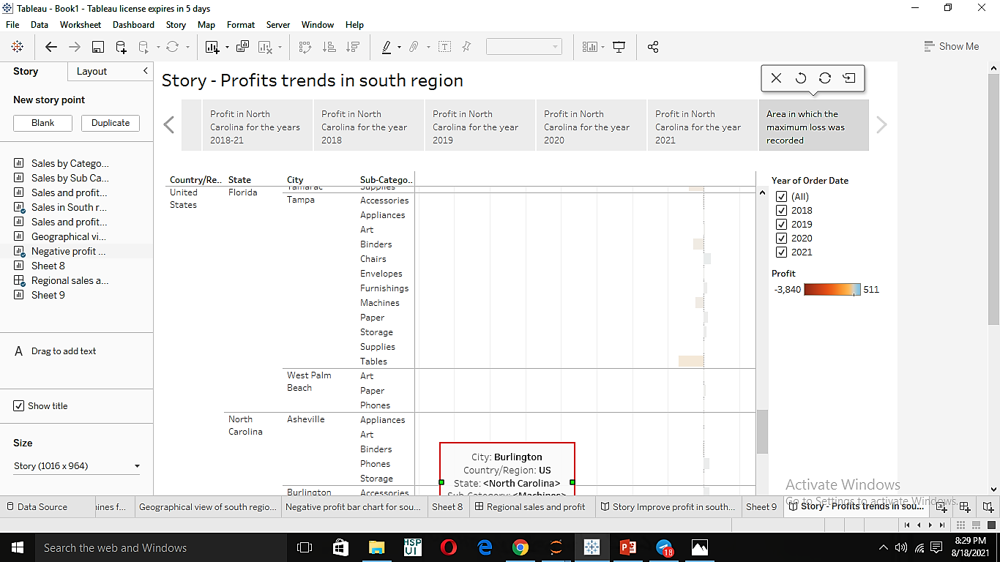 Tableau - Book1 - Tableau license expires in 5 days
File Data Worksheet Dashboard Story Map Format Server Window Help
Show Me
Story Layout
New story point
Blank Duplicate
Sales by Catego...
Sales by Sub Ca...
Sales and profit...
Sales in South r...
Sales and profit...
Geographical vi...
Negative profit ...
Sheet 8
Regional sales a...
Sheet 9
A Drag to add text
Show title
Size
Story (1016 x 964)
Story - Profits trends in south region
Profit in North
Carolina for the years
2018-21
Profit in North
Carolina for the year
2018
Profit in North
Carolina for the year
2019
Profit in North
Carolina for the year
2020
Profit in North
Carolina for the year
2021
Area in which the
maximum loss was
recorded
Country/Re.. State City Sub-Catego..
Tamarac Supplies
United
States
Florida
Tampa Accessories
Appliances
Art
Binders
Chairs
Envelopes
Furnishings
Machines
Paper
Storage
Supplies
Tables
West Palm
Beach
Art
Paper
Phones
North
Carolina
Asheville Appliances
Art
Binders
Phones
Storage
Burlington Accessories
City: Burlington
Country/Region: US
State: <North Carolina>
Sub-Category: <Machines>
Year of Order Date
(All)
2018
2019
2020
2021
Profit
-3,840 511
Activate Windows
Go to Settings to activate Windows.
Data Source ines f... Geographical view of south regio... Negative profit bar chart for sou... Sheet 8 Regional sales and profit Story Improve profit in south... Sheet 9 Story - Profits trends in sou...
Search the web and Windows
HSP
UI
18
8:29 PM
8/18/2021